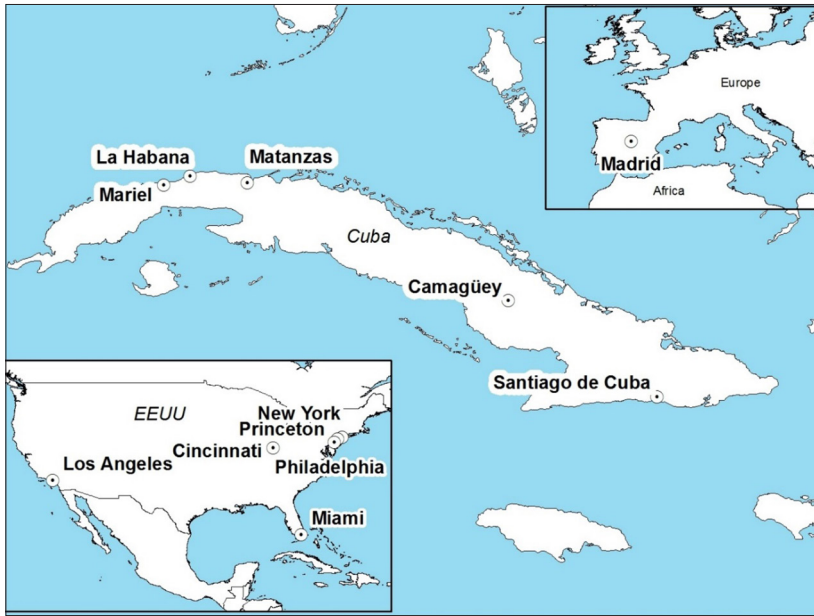 La Habana
Matanzas
Mariel
Cuba
Camagüey
Santiago de Cuba
Europe
Madrid
Africa
EEUU
New York
Princeton
Cincinnati
Philadelphia
Los Angeles
Miami